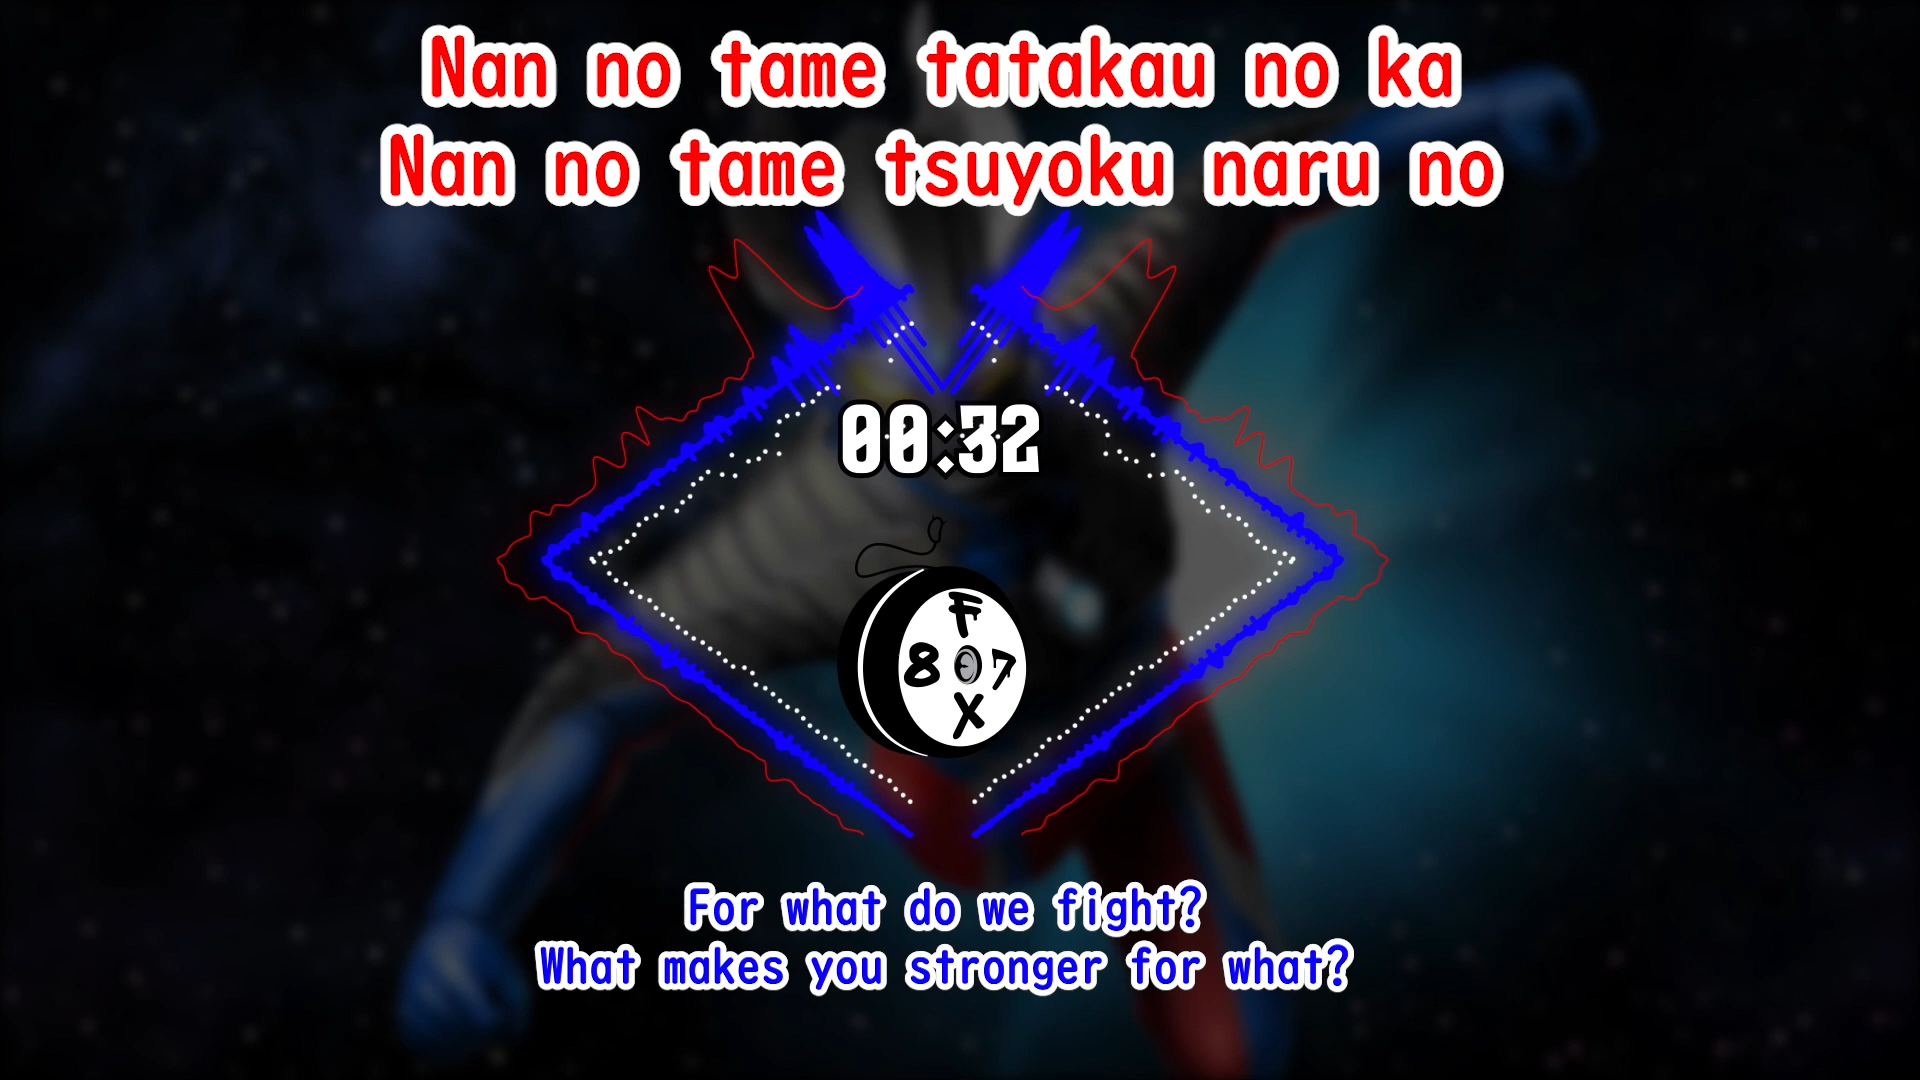 Nan no tame tatakau no ka
Nan no tame tsuyoku naru no
00:32
F
8 7
X
For what do we fight?
What makes you stronger for what?